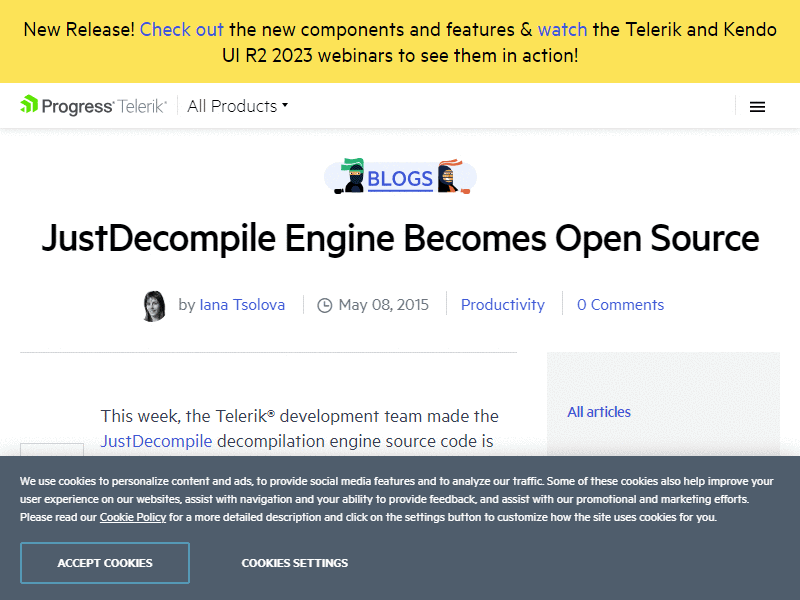 New Release! Check out the new components and features & watch the Telerik and Kendo
UI R2 2023 webinars to see them in action!
Progress Telerik All Products
BLOGS
JustDecompile Engine Becomes Open Source
by Iana Tsolova May 08, 2015 Productivity 0 Comments
This week, the Telerik® development team made the
JustDecompile decompilation engine source code is
All articles
We use cookies to personalize content and ads, to provide social media features and to analyze our traffic. Some of these cookies also help improve your
user experience on our websites, assist with navigation and your ability to provide feedback, and assist with our promotional and marketing efforts.
Please read our Cookie Policy for a more detailed description and click on the settings button to customize how the site uses cookies for you.
ACCEPT COOKIES COOKIES SETTINGS